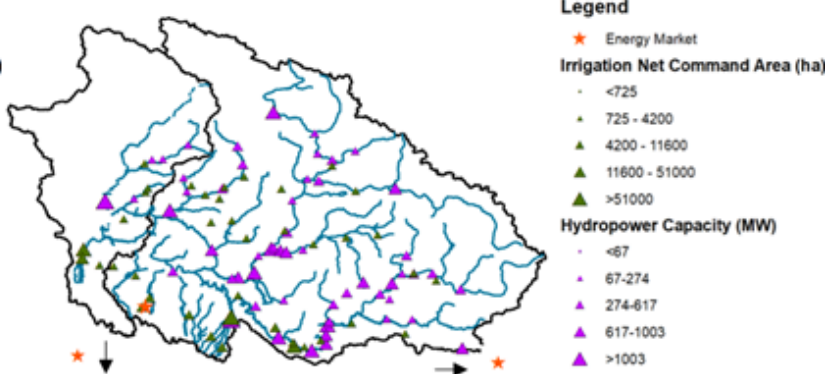 Legend
Energy Market
Irrigation Net Command Area (ha)
<725
725 - 4200
4200 - 11600
11600 - 51000
>51000
Hydropower Capacity (MW)
<67
67-274
274-617
617-1003
>1003